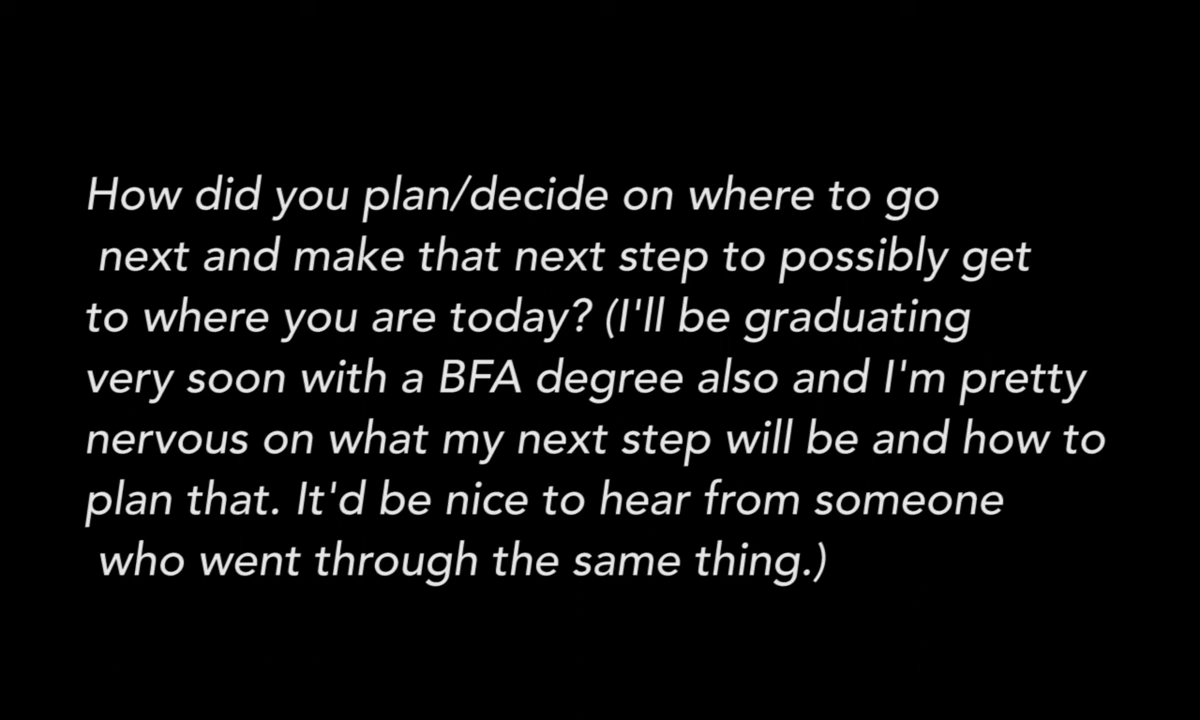 How did you plan/decide on where to go
next and make that next step to possibly get
to where you are today? (I'll be graduating
very soon with a BFA degree also and I'm pretty
nervous on what my next step will be and how to
plan that. It'd be nice to hear from someone
who went through the same thing.)